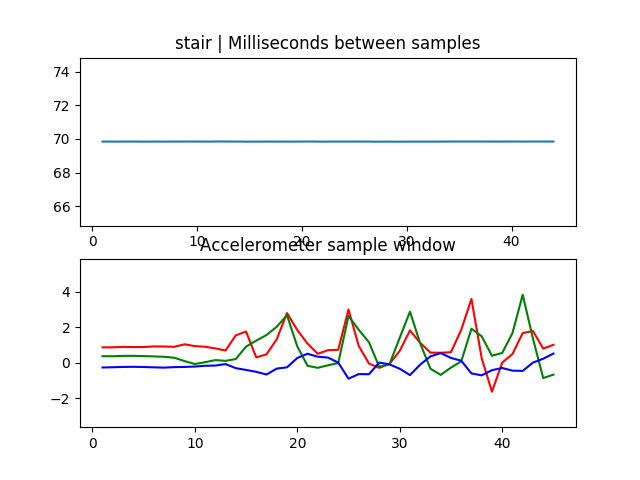 stair | Milliseconds between samples
74
72
70
68
66
0 10 20 30 40
Accelerometer sample window
4
2
0
−2
0 10 20 30 40